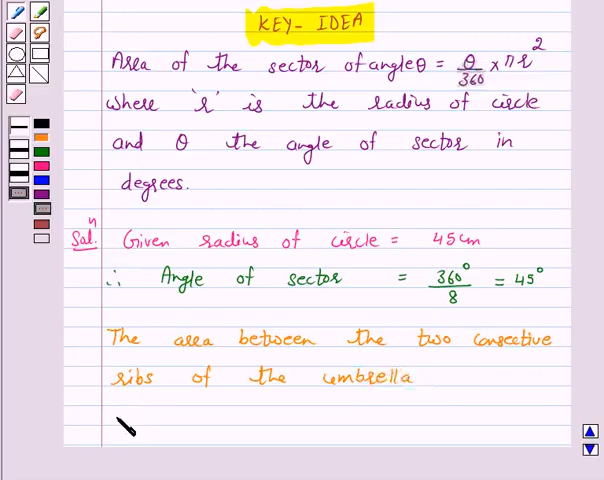 KEY- IDEA
Area of the sector of angle θ = θ/360 × πr²
where 'r' is the radius of circle
and θ the angle of sector in
degrees.
Solⁿ. Given radius of circle = 45cm
∴ Angle of sector = 360°/8 = 45°
The area between the two consective
ribs of the umbrella